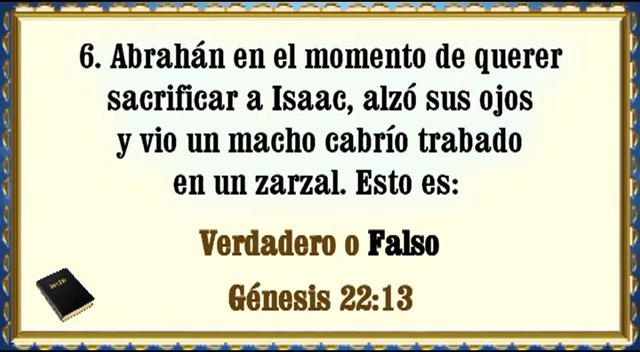 6. Abrahán en el momento de querer
sacrificar a Isaac, alzó sus ojos
y vio un macho cabrío trabado
en un zarzal. Esto es:
Verdadero o Falso
Génesis 22:13